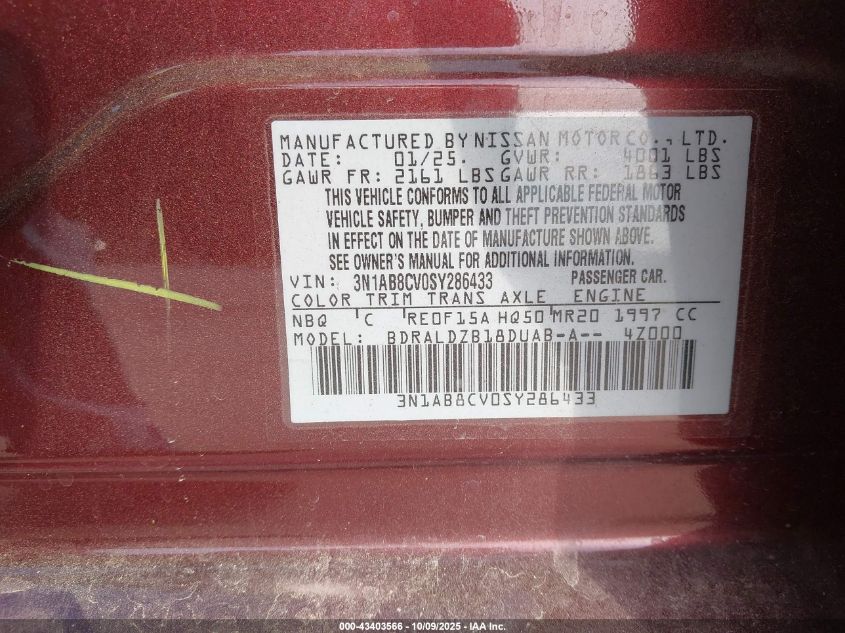 MANUFACTURED BY NISSAN MOTOR CO., LTD.
DATE: 01/25. GVWR: 4001 LBS
GAWR FR: 2161 LBS GAWR RR: 1863 LBS
THIS VEHICLE CONFORMS TO ALL APPLICABLE FEDERAL MOTOR
VEHICLE SAFETY, BUMPER AND THEFT PREVENTION STANDARDS
IN EFFECT ON THE DATE OF MANUFACTURE SHOWN ABOVE.
SEE OWNER'S MANUAL FOR ADDITIONAL INFORMATION.
VIN: 3N1AB8CV0SY286433 PASSENGER CAR.
COLOR TRIM TRANS AXLE ENGINE
NBQ C RE0F15A HQ50 MR20 1997 CC
MODEL: BDRALDZB18DUAB-A-- 4Z000
3N1AB8CV0SY286433
000-43403566 - 10/09/2025 - IAA Inc.